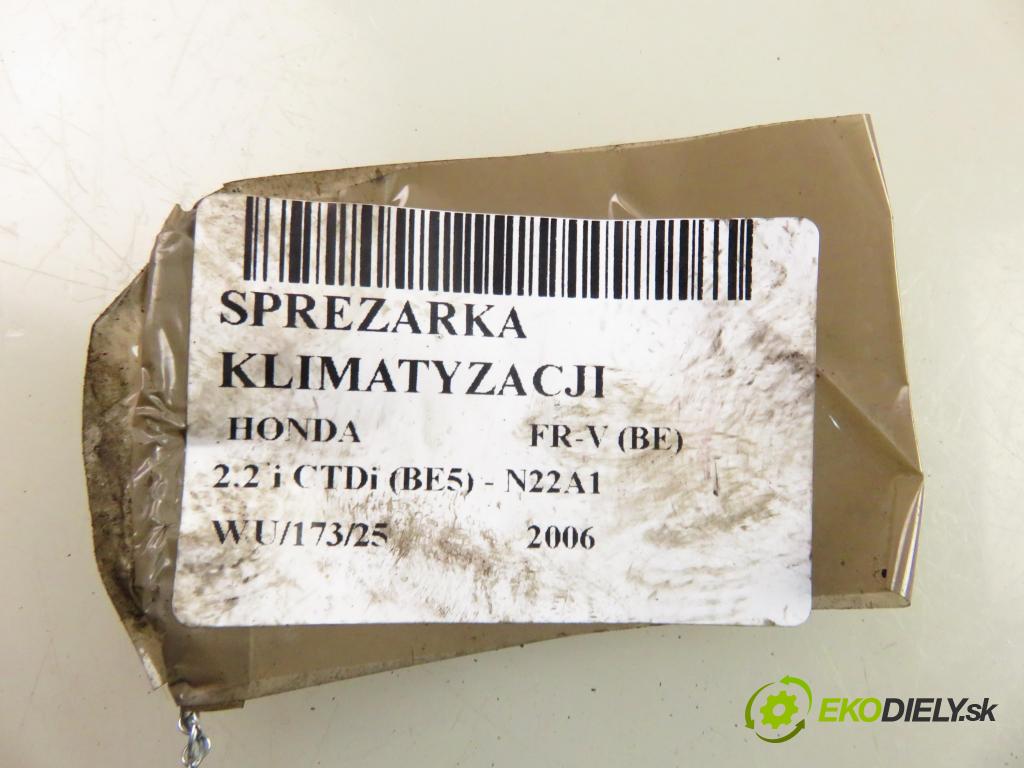 SPREZARKA
KLIMATYZACJI
HONDA FR-V (BE)
2.2 i CTDi (BE5) - N22A1
WU/173/25 2006
EKODIELY.sk